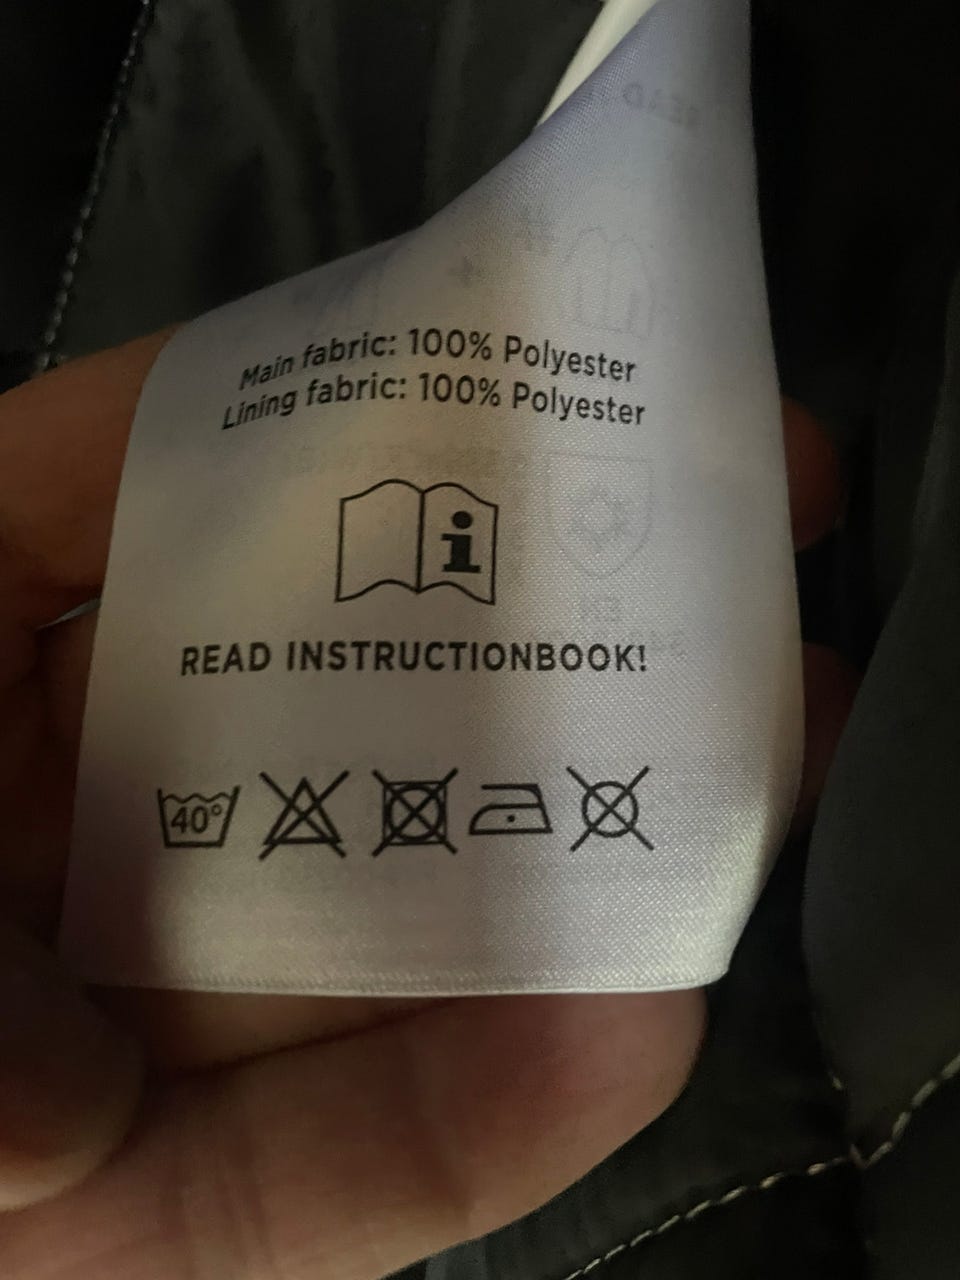 Main fabric: 100% Polyester
Lining fabric: 100% Polyester
i
READ INSTRUCTIONBOOK!
40°